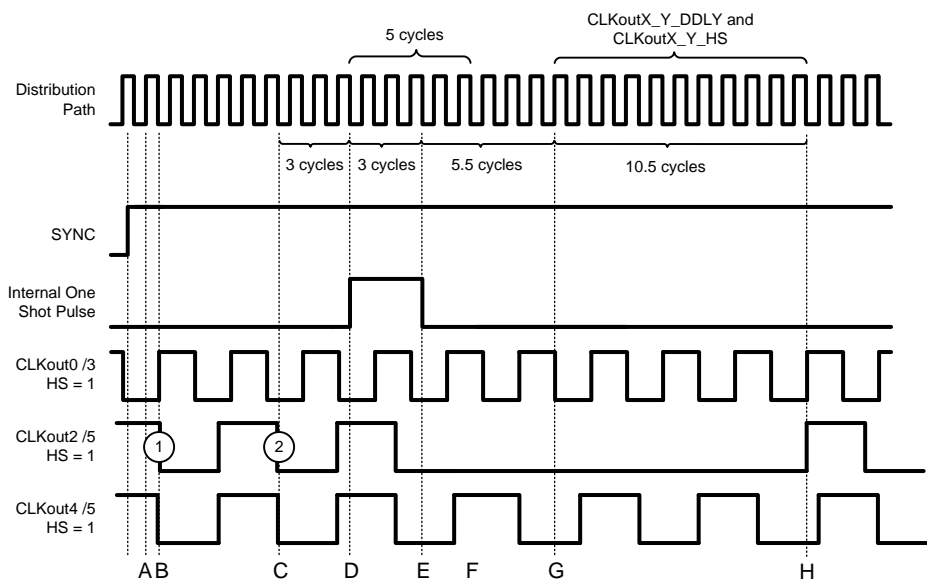 CLKoutX_Y_DDLY and
CLKoutX_Y_HS
5 cycles
Distribution
Path
3 cycles
3 cycles
5.5 cycles
10.5 cycles
SYNC
Internal One
Shot Pulse
CLKout0 /3
HS = 1
CLKout2 /5
HS = 1
1
2
CLKout4 /5
HS = 1
A B C D E F G H